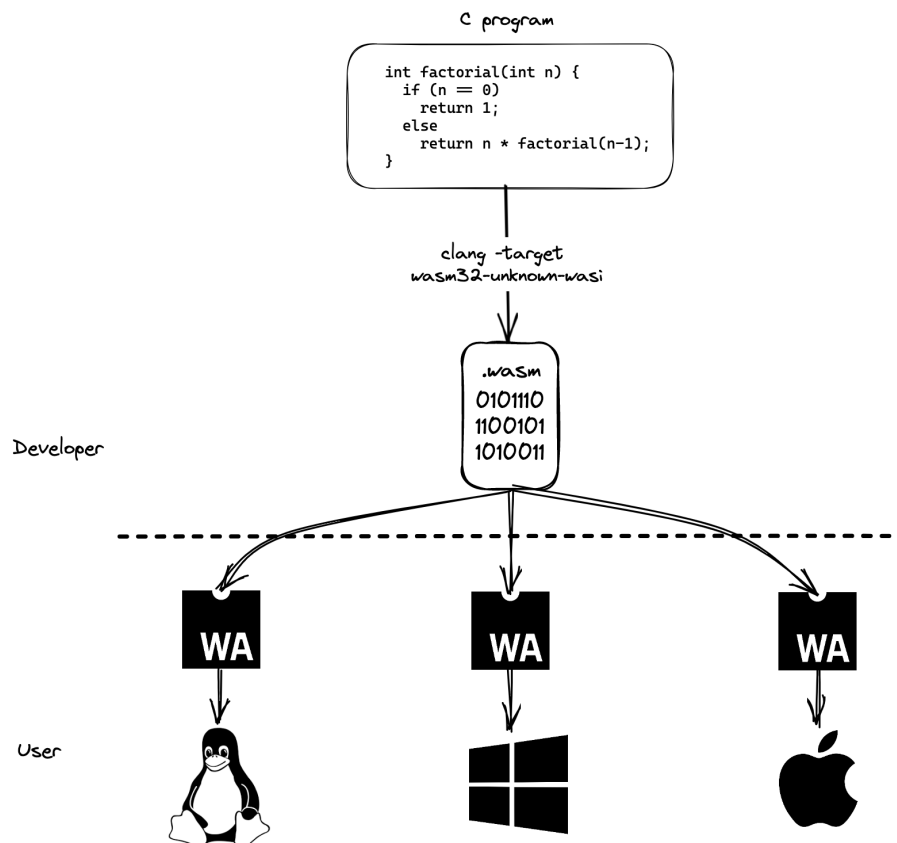 C program
int factorial(int n) {
  if (n == 0)
    return 1;
  else
    return n * factorial(n-1);
}
clang -target
wasm32-unknown-wasi
.wasm
0101110
1100101
1010011
Developer
WA
WA
WA
User